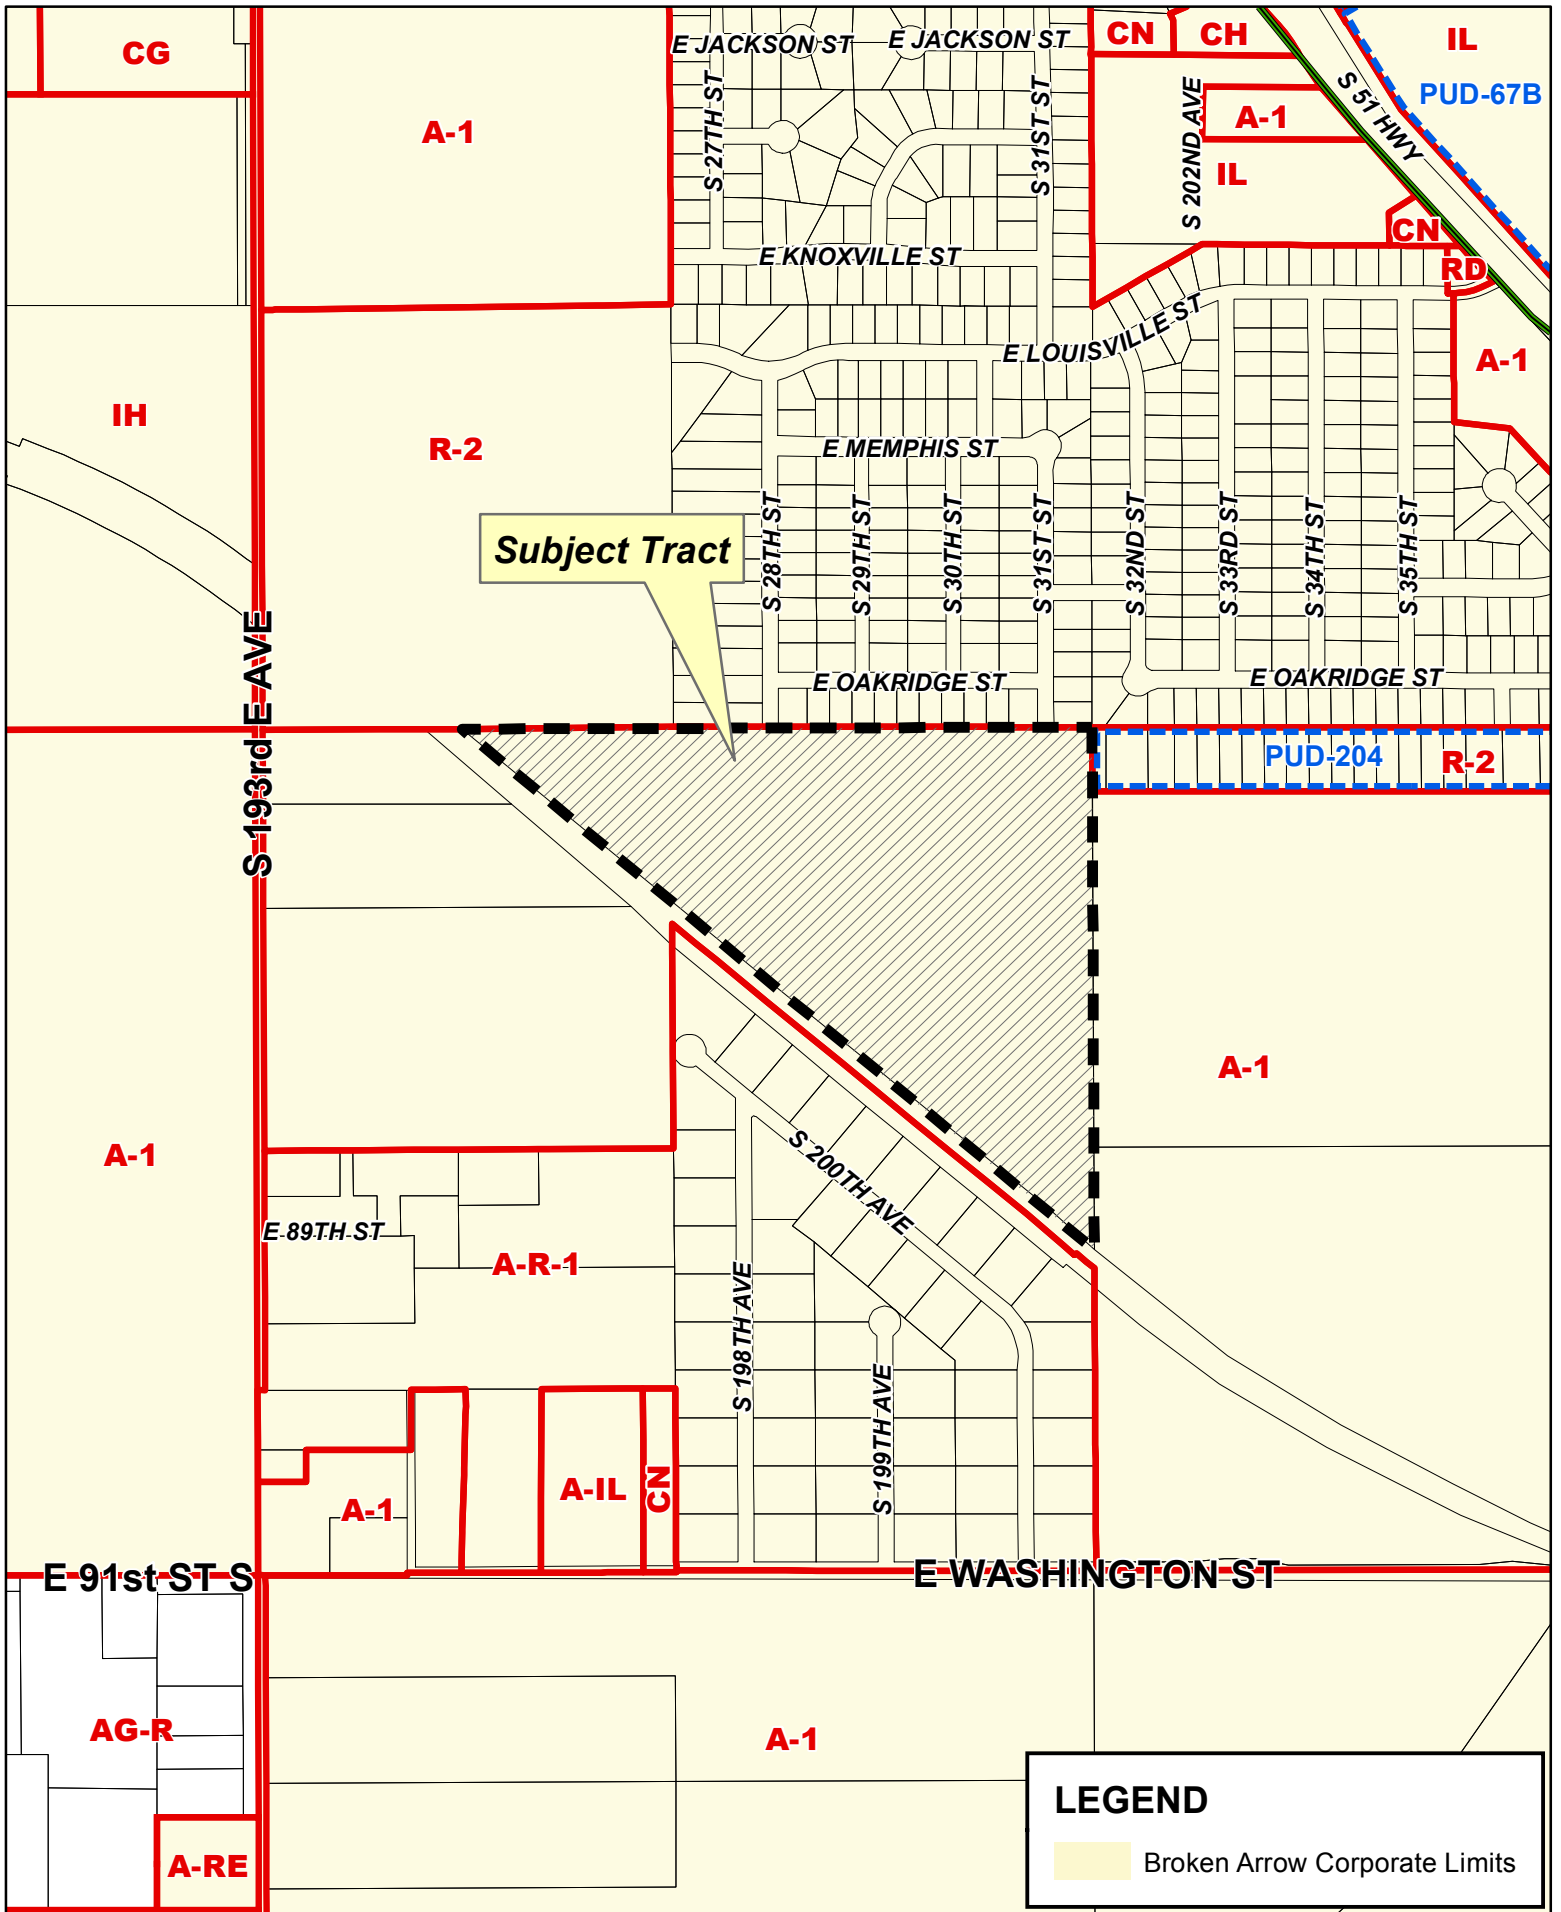 CG
E JACKSON ST
E JACKSON ST
CN
CH
IL
PUD-67B
S 51 HWY
A-1
S 27TH ST
S 31ST ST
S 202ND AVE
A-1
IL
CN
E KNOXVILLE ST
RD
E LOUISVILLE ST
A-1
IH
R-2
E MEMPHIS ST
Subject Tract
S 28TH ST
S 29TH ST
S 30TH ST
S 31ST ST
S 32ND ST
S 33RD ST
S 34TH ST
S 35TH ST
E OAKRIDGE ST
E OAKRIDGE ST
S 193rd E AVE
PUD-204
R-2
A-1
A-1
S 200TH AVE
E 89TH ST
A-R-1
S 198TH AVE
S 199TH AVE
A-1
A-IL
CN
E 91st ST S
E WASHINGTON ST
AG-R
A-1
A-RE
LEGEND
Broken Arrow Corporate Limits